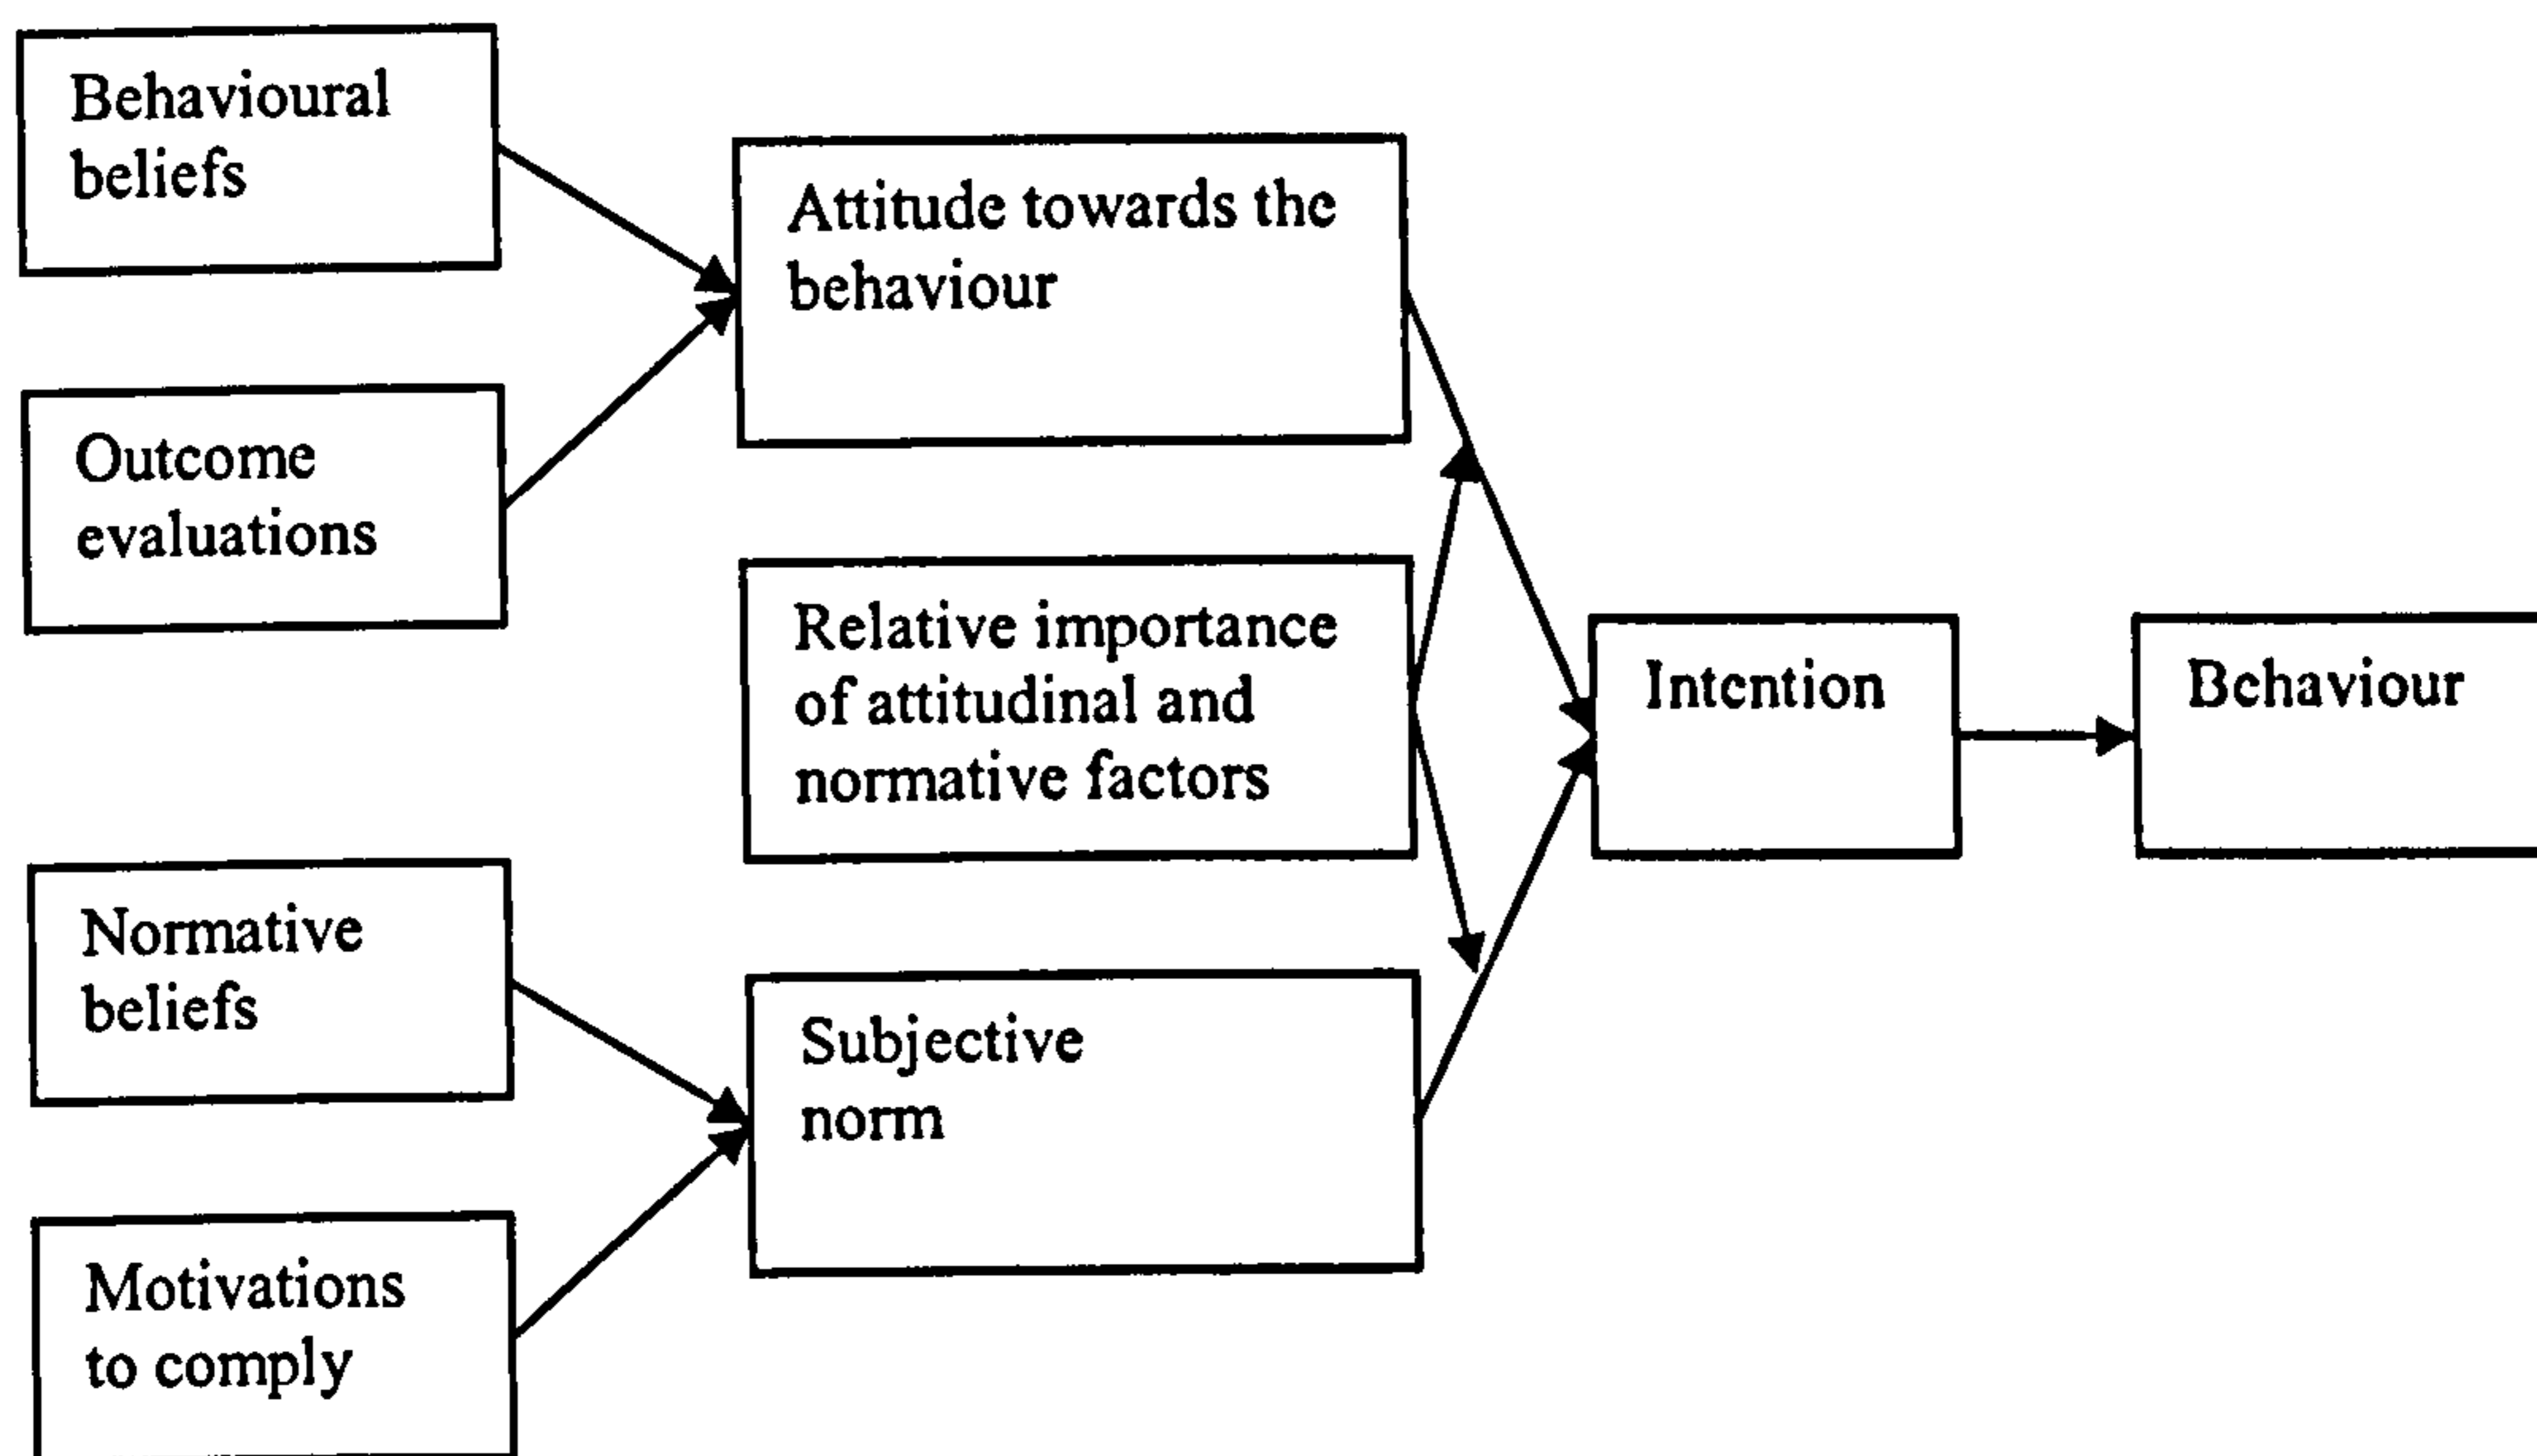 Behavioural
beliefs
Outcome
evaluations
Normative
beliefs
Motivations
to comply
Attitude towards the
behaviour
Relative importance
of attitudinal and
normative factors
Subjective
norm
Intention
Behaviour